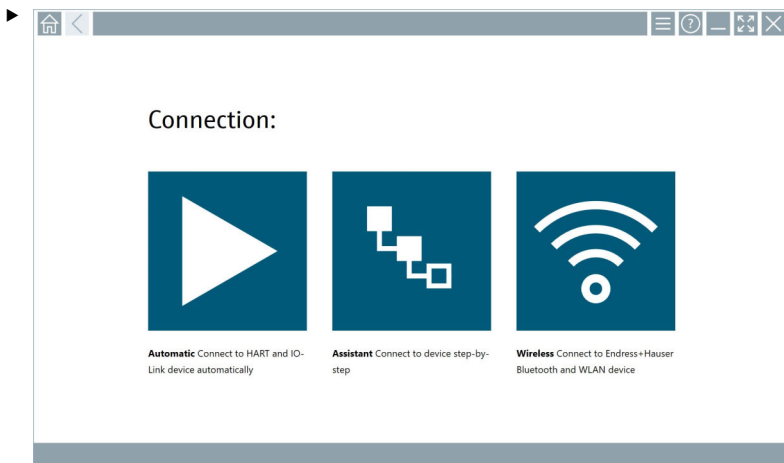 Connection:
Automatic Connect to HART and IO-
Link device automatically
Assistant Connect to device step-by-
step
Wireless Connect to Endress+Hauser
Bluetooth and WLAN device